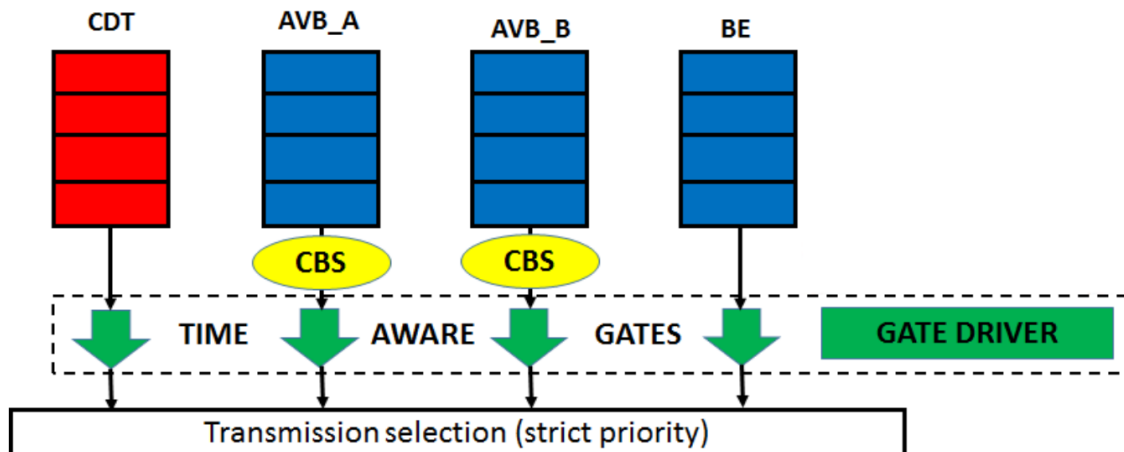 CDT AVB_A AVB_B BE
CBS CBS
TIME AWARE GATES GATE DRIVER
Transmission selection (strict priority)